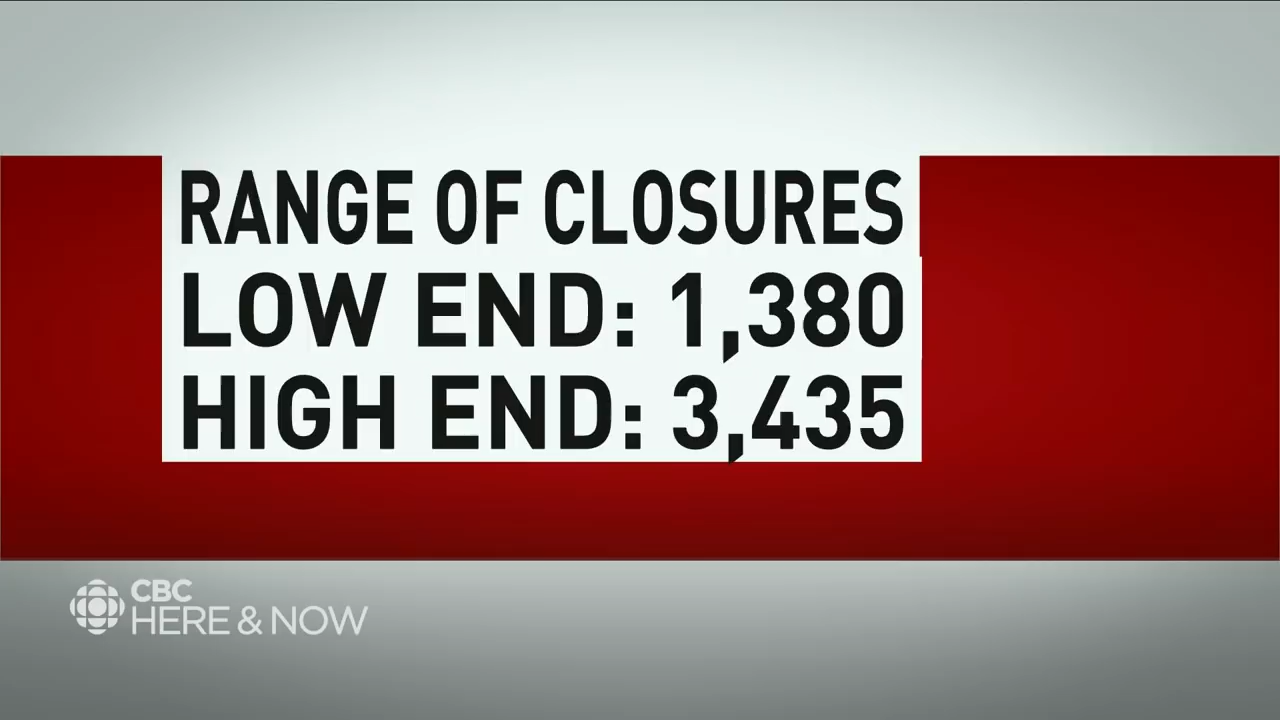 RANGE OF CLOSURES
LOW END: 1,380
HIGH END: 3,435
CBC
HERE & NOW